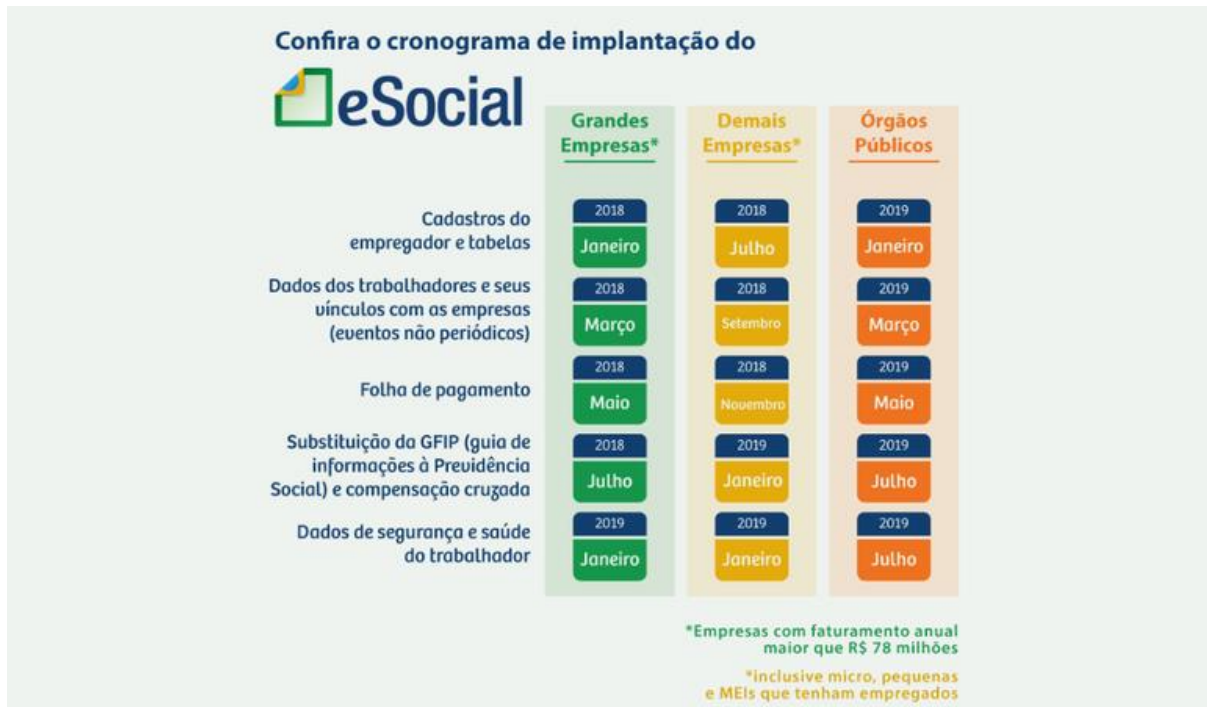 Confira o cronograma de implantação do
eSocial
Grandes
Empresas*
Demais
Empresas*
Órgãos
Públicos
Cadastros do
empregador e tabelas
2018
Janeiro
2018
Julho
2019
Janeiro
Dados dos trabalhadores e seus
vínculos com as empresas
(eventos não periódicos)
2018
Março
2018
Setembro
2019
Março
Folha de pagamento
2018
Maio
2018
Novembro
2019
Maio
Substituição da GFIP (guia de
informações à Previdência
Social) e compensação cruzada
2018
Julho
2019
Janeiro
2019
Julho
Dados de segurança e saúde
do trabalhador
2019
Janeiro
2019
Janeiro
2019
Julho
*Empresas com faturamento anual
maior que R$ 78 milhões
*inclusive micro, pequenas
e MEIs que tenham empregados